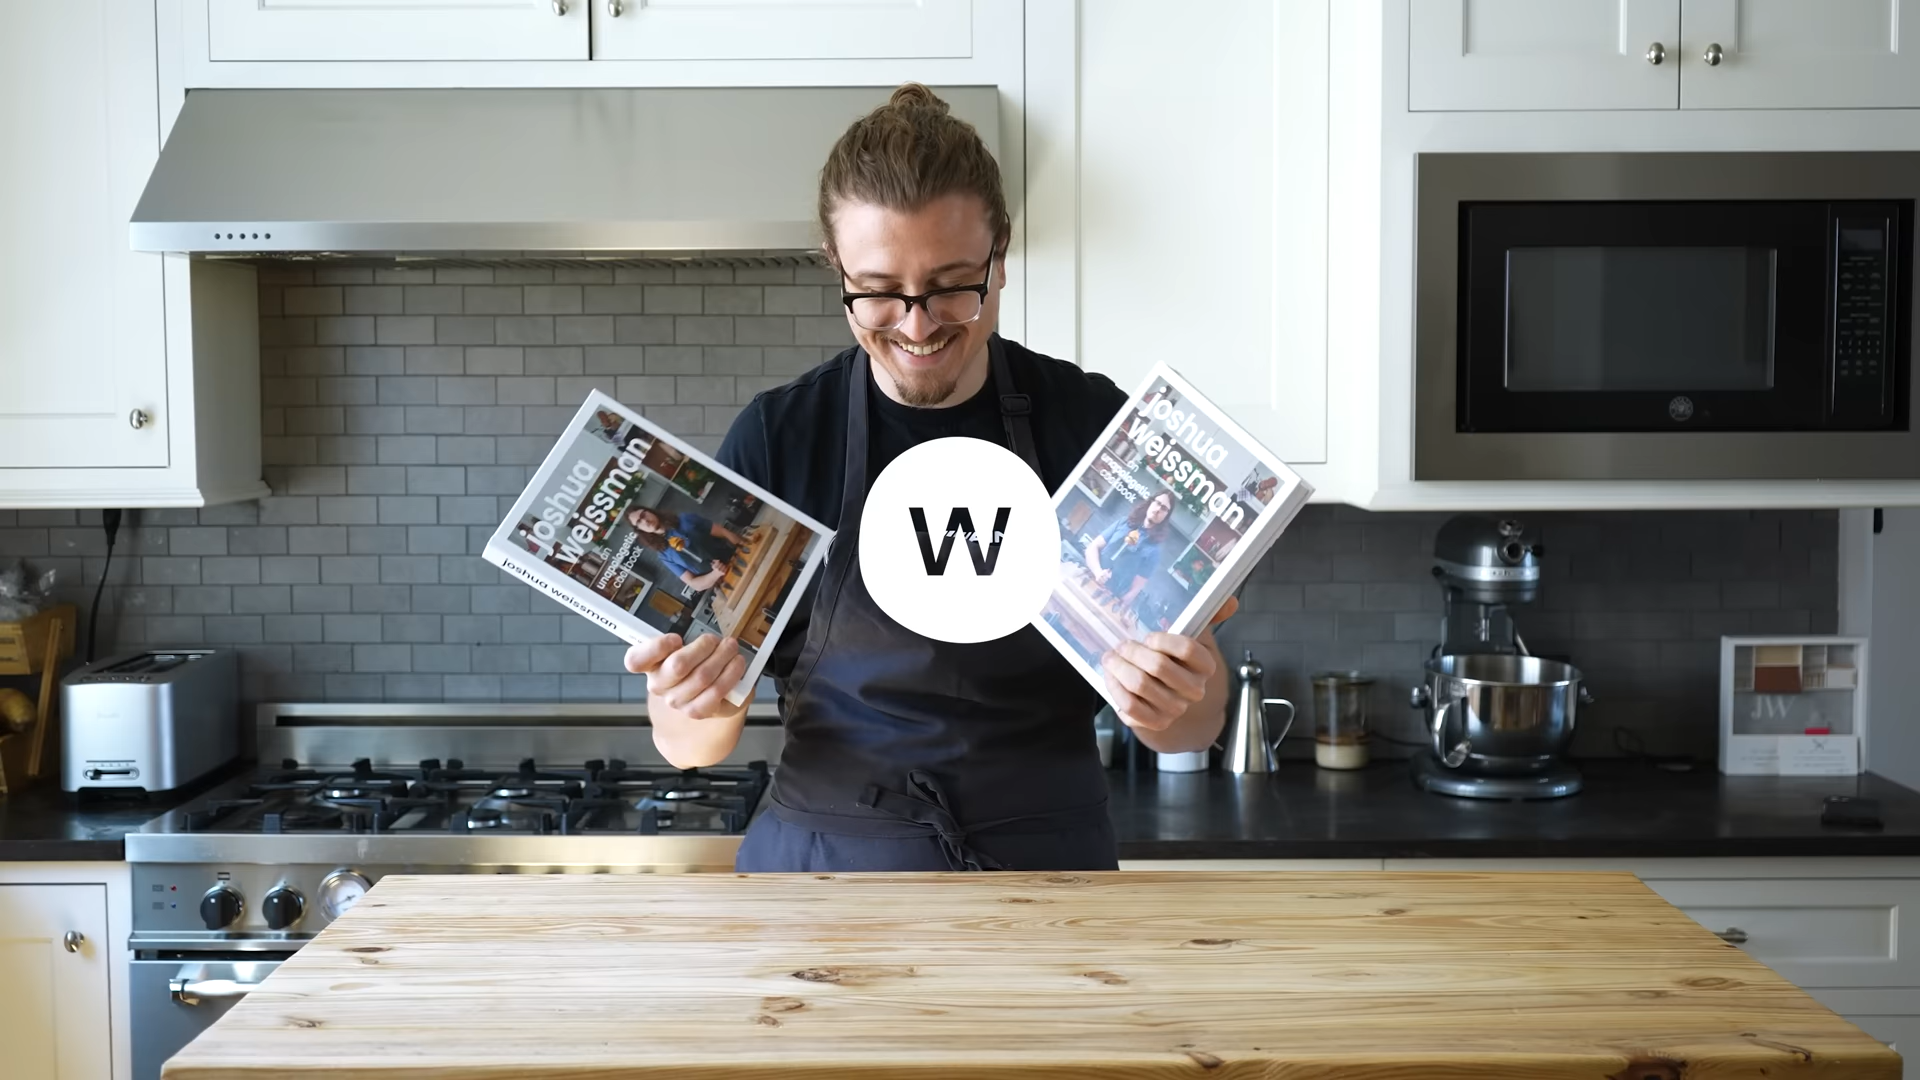 joshua
weissman
an
unapologetic
cookbook
joshua weissman
W
joshua
weissman
an
unapologetic
cookbook
JW